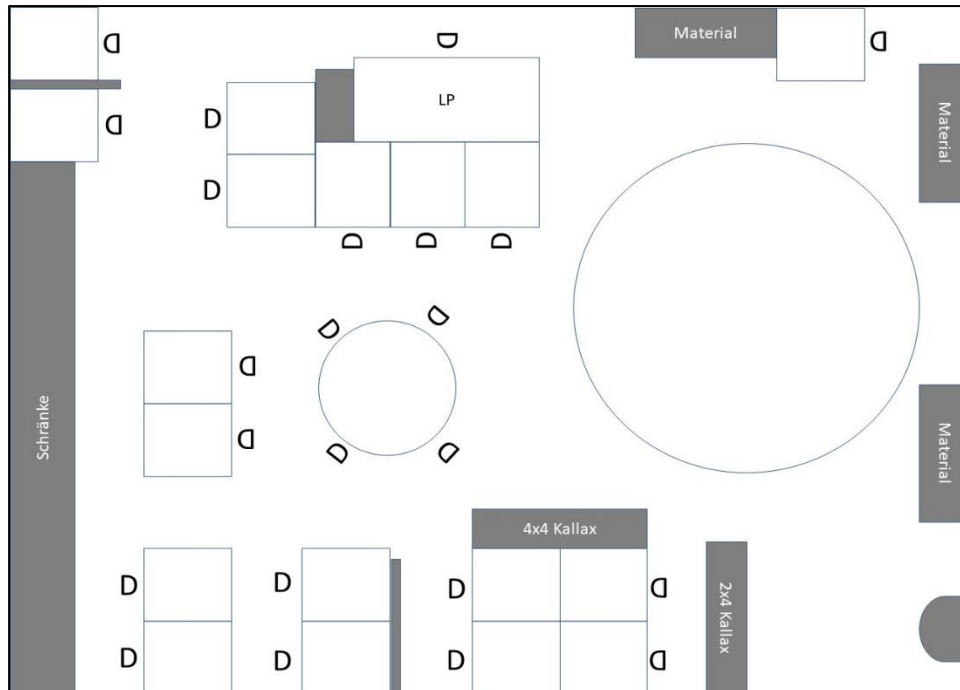 Material
LP
Material
Schränke
Material
4x4 Kallax
2x4 Kallax